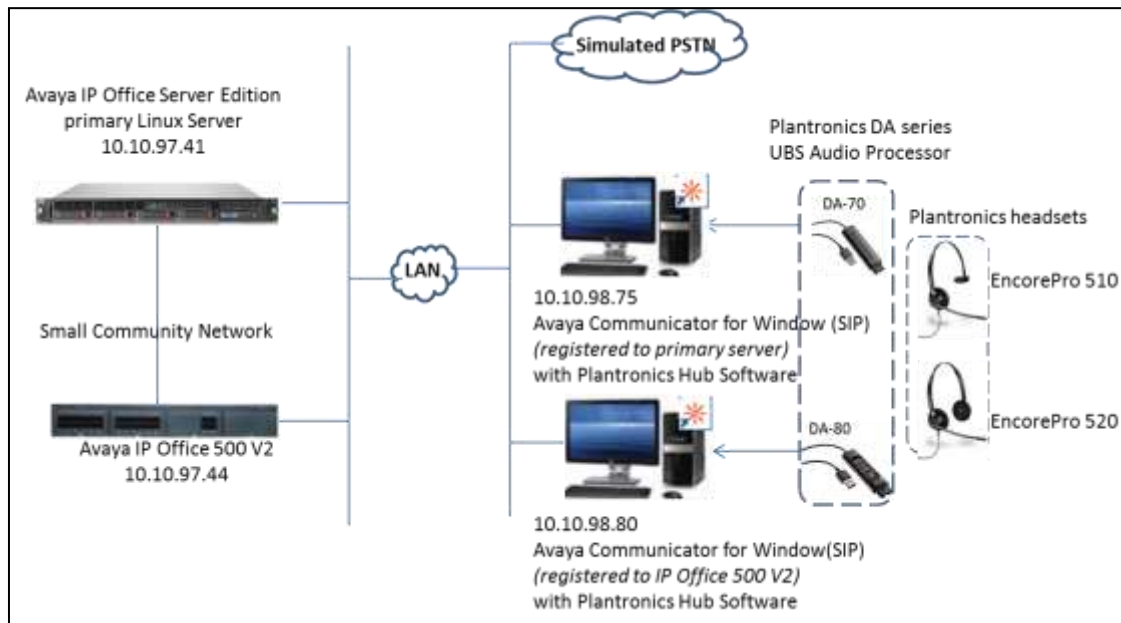 Simulated PSTN
Avaya IP Office Server Edition
primary Linux Server
10.10.97.41
Plantronics DA series
UBS Audio Processor
DA-70
Plantronics headsets
LAN
EncorePro 510
10.10.98.75
Avaya Communicator for Window (SIP)
(registered to primary server)
with Plantronics Hub Software
Small Community Network
EncorePro 520
DA-80
Avaya IP Office 500 V2
10.10.97.44
10.10.98.80
Avaya Communicator for Window(SIP)
(registered to IP Office 500 V2)
with Plantronics Hub Software